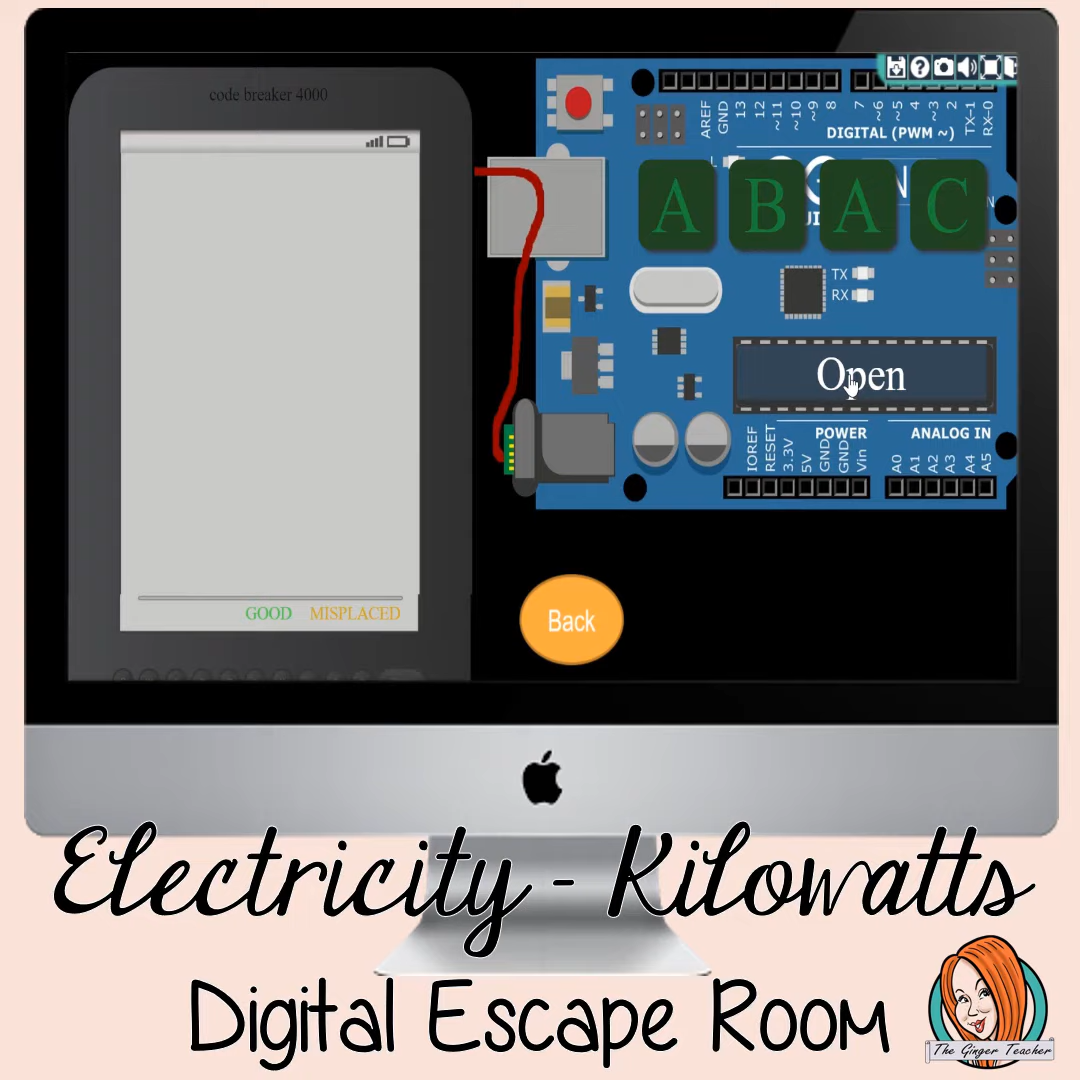 code breaker 4000
GOOD MISPLACED
AREF
GND
13
12
~11
~10
~9
8
7
~6
~5
4
~3
2
TX-1
RX-0
DIGITAL (PWM ~)
A B A C
TX
RX
Open
IOREF
RESET
3.3V
5V
GND
GND
Vin
POWER
ANALOG IN
A0
A1
A2
A3
A4
A5
Back
Electricity - Kilowatts
Digital Escape Room
The Ginger Teacher